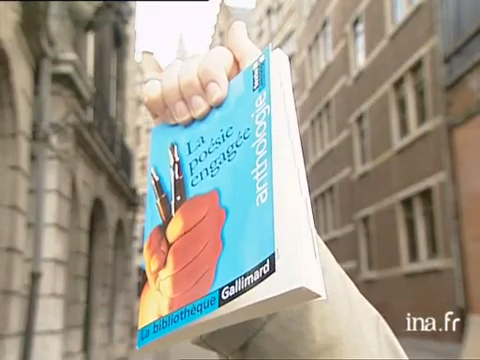 La
poésie
engagée
anthologie
La bibliothèque Gallimard
ina.fr